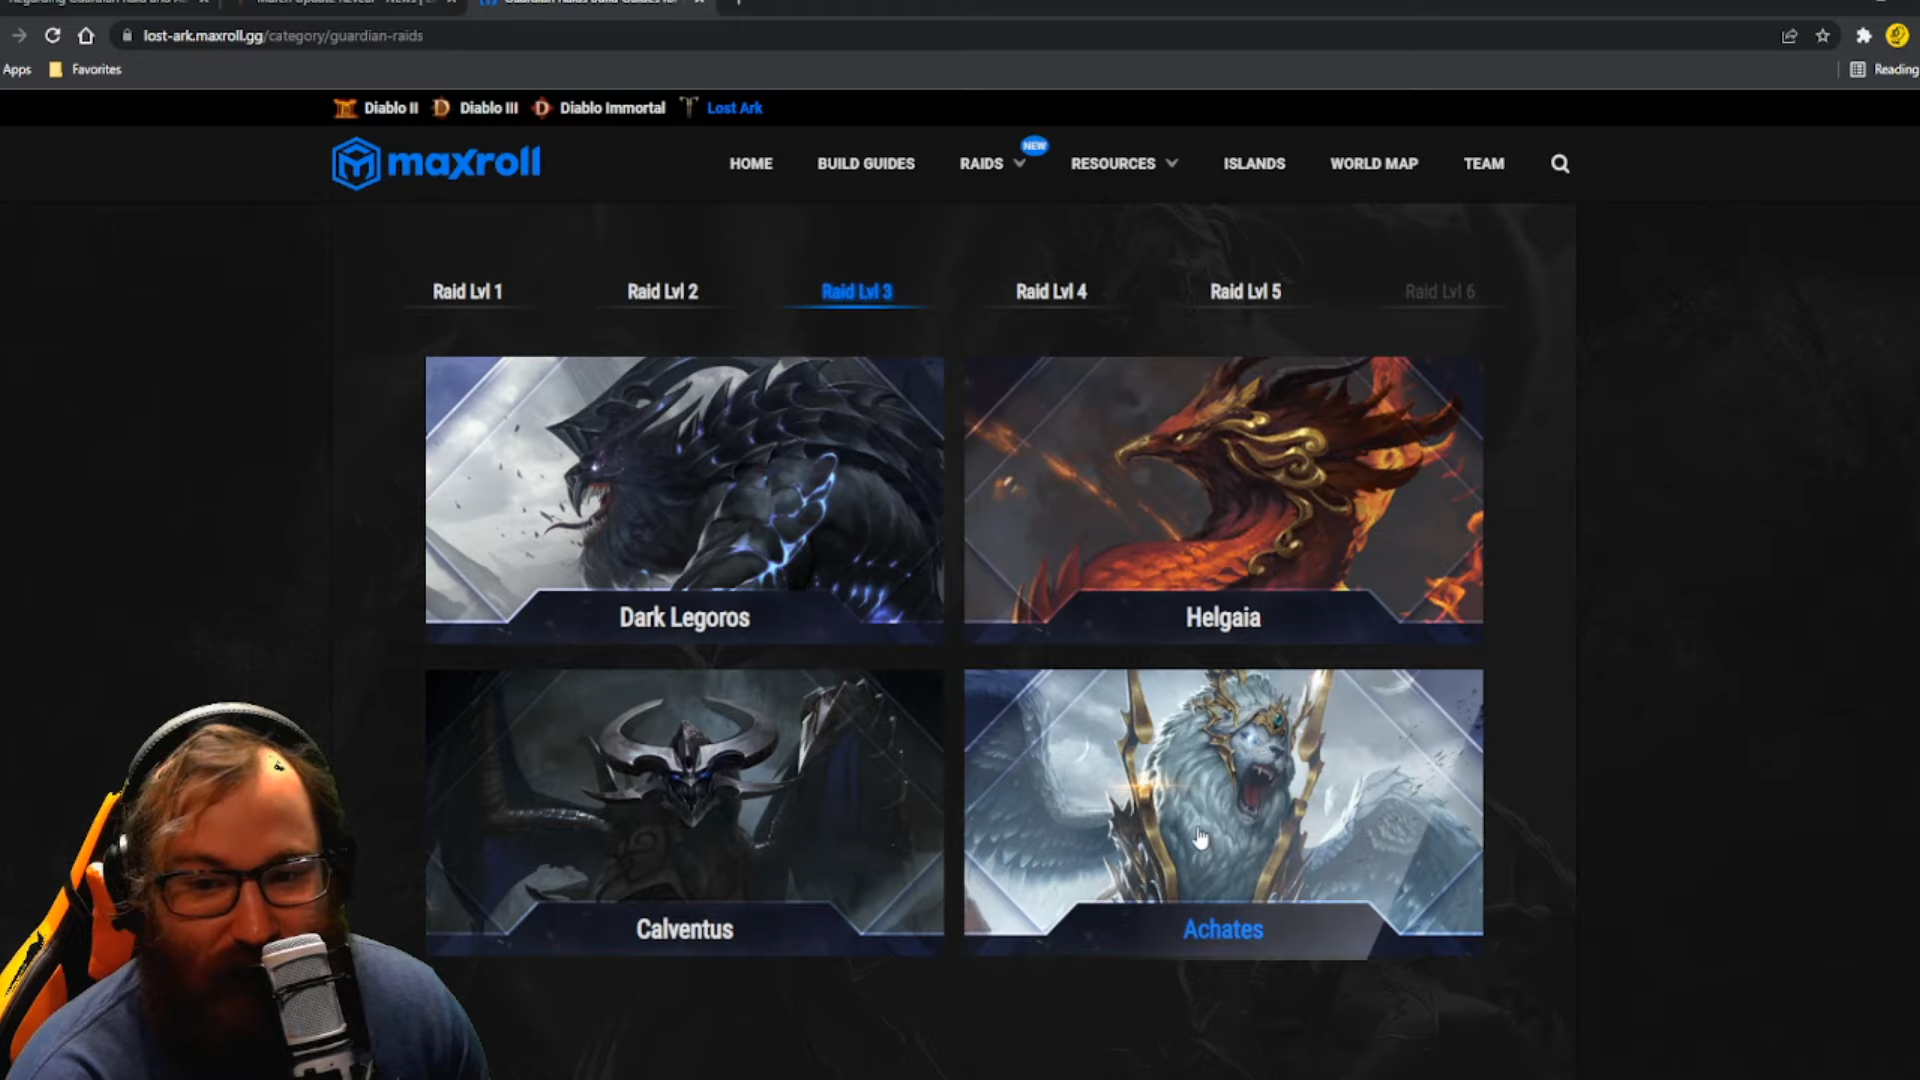 lost-ark.maxroll.gg/category/guardian-raids
Apps Favorites Reading
Diablo II Diablo III Diablo Immortal Lost Ark
maxroll HOME BUILD GUIDES RAIDS NEW RESOURCES ISLANDS WORLD MAP TEAM
Raid Lvl 1 Raid Lvl 2 Raid Lvl 3 Raid Lvl 4 Raid Lvl 5 Raid Lvl 6
Dark Legoros Helgaia
Calventus Achates